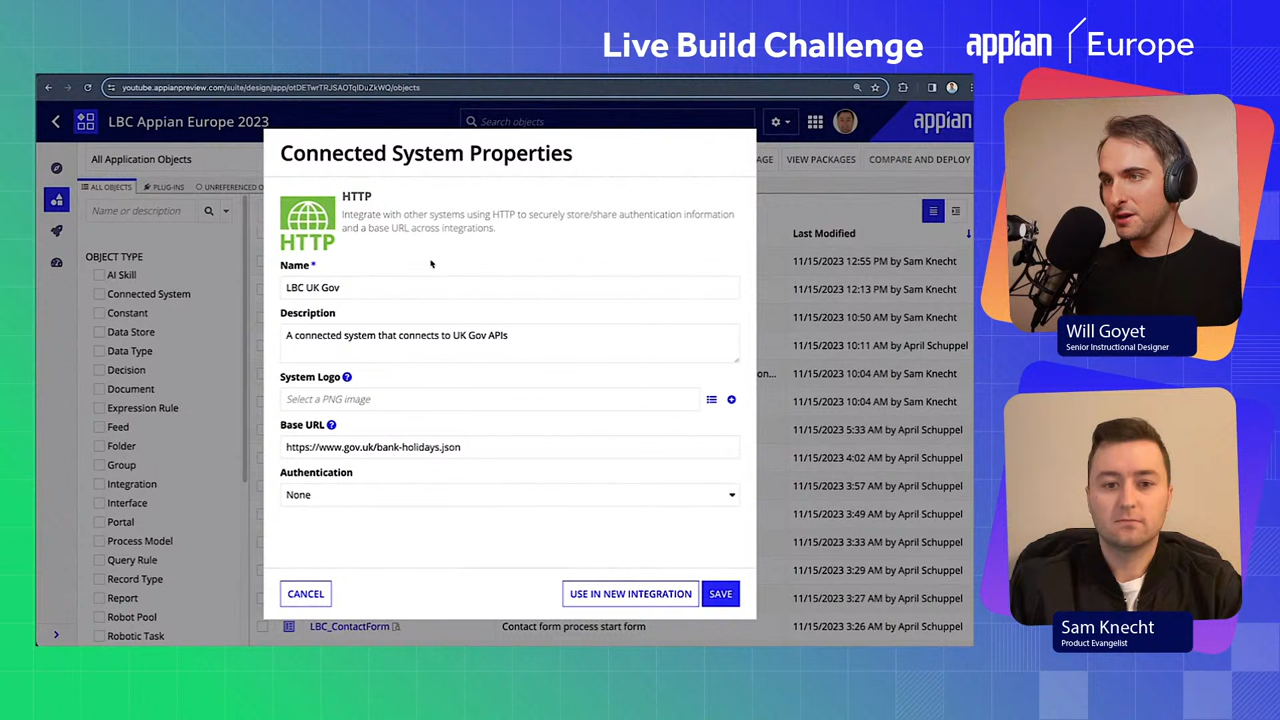 Live Build Challenge
appian
Europe
youtube.appianpreview.com/suite/design/app/otDETwrTRJSAOTqlDuZkWQ/objects
LBC Appian Europe 2023
Search objects
appian
All Application Objects
VIEW PACKAGES
COMPARE AND DEPLOY
ALL OBJECTS
PLUG-INS
UNREFERENCED O
Name or description
OBJECT TYPE
AI Skill
Connected System
Constant
Data Store
Data Type
Decision
Document
Expression Rule
Feed
Folder
Group
Integration
Interface
Portal
Process Model
Query Rule
Record Type
Report
Robot Pool
Robotic Task
Connected System Properties
HTTP
HTTP
Integrate with other systems using HTTP to securely store/share authentication information
and a base URL across integrations.
Name *
LBC UK Gov
Description
A connected system that connects to UK Gov APIs
System Logo ?
Select a PNG image
Base URL ?
https://www.gov.uk/bank-holidays.json
Authentication
None
CANCEL
USE IN NEW INTEGRATION
SAVE
LBC_ContactForm
Contact form process start form
Last Modified
11/15/2023 12:55 PM by Sam Knecht
11/15/2023 12:13 PM by Sam Knecht
11/15/2023 10:50 AM by Sam Knecht
11/15/2023 10:11 AM by April Schuppel
on...
11/15/2023 10:04 AM by Sam Knecht
11/15/2023 10:04 AM by Sam Knecht
11/15/2023 5:33 AM by April Schuppel
11/15/2023 4:02 AM by April Schuppel
11/15/2023 3:57 AM by April Schuppel
11/15/2023 3:49 AM by April Schuppel
11/15/2023 3:43 AM by April Schuppel
11/15/2023 3:29 AM by April Schuppel
11/15/2023 3:27 AM by April Schuppel
11/15/2023 3:26 AM by April Schuppel
Will Goyet
Senior Instructional Designer
Sam Knecht
Product Evangelist